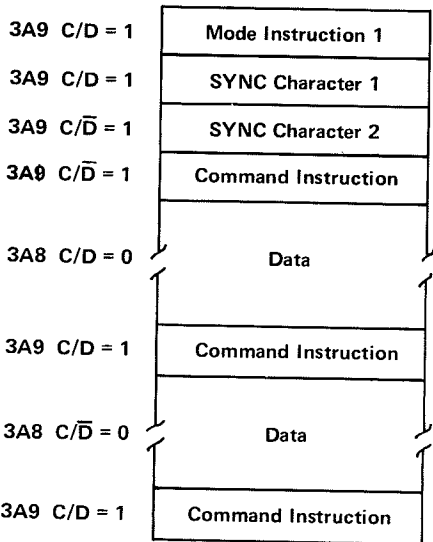 3A9 C/D = 1 Mode Instruction 1
3A9 C/D = 1 SYNC Character 1
3A9 C/D̅ = 1 SYNC Character 2
3A9 C/D̅ = 1 Command Instruction
3A8 C/D = 0 Data
3A9 C/D = 1 Command Instruction
3A8 C/D̅ = 0 Data
3A9 C/D = 1 Command Instruction